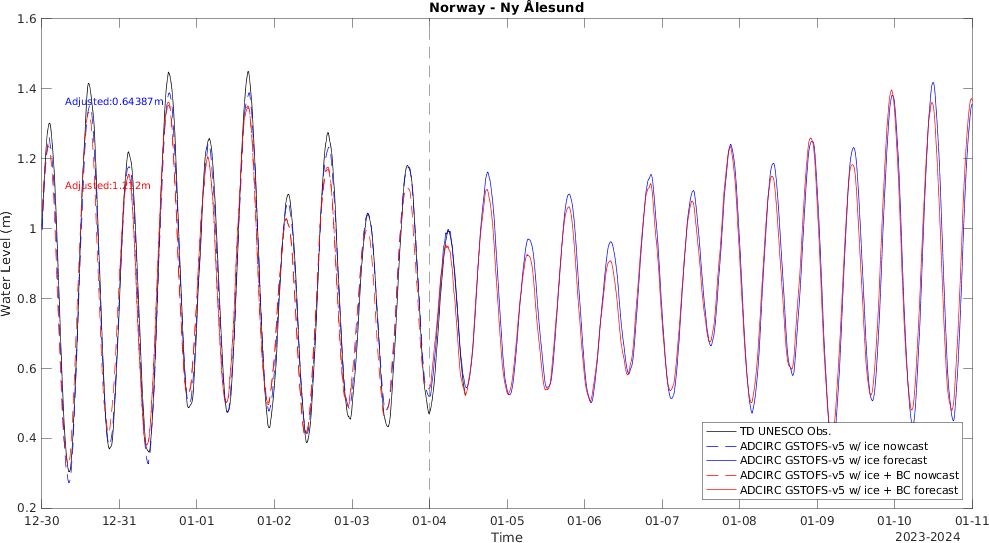 Norway - Ny Ålesund
1.6
1.4
1.2
1
0.8
0.6
0.4
0.2
Water Level (m)
Adjusted:0.64387m
Adjusted:1.212m
TD UNESCO Obs.
ADCIRC GSTOFS-v5 w/ ice nowcast
ADCIRC GSTOFS-v5 w/ ice forecast
ADCIRC GSTOFS-v5 w/ ice + BC nowcast
ADCIRC GSTOFS-v5 w/ ice + BC forecast
12-30 12-31 01-01 01-02 01-03 01-04 01-05 01-06 01-07 01-08 01-09 01-10 01-11
Time
2023-2024